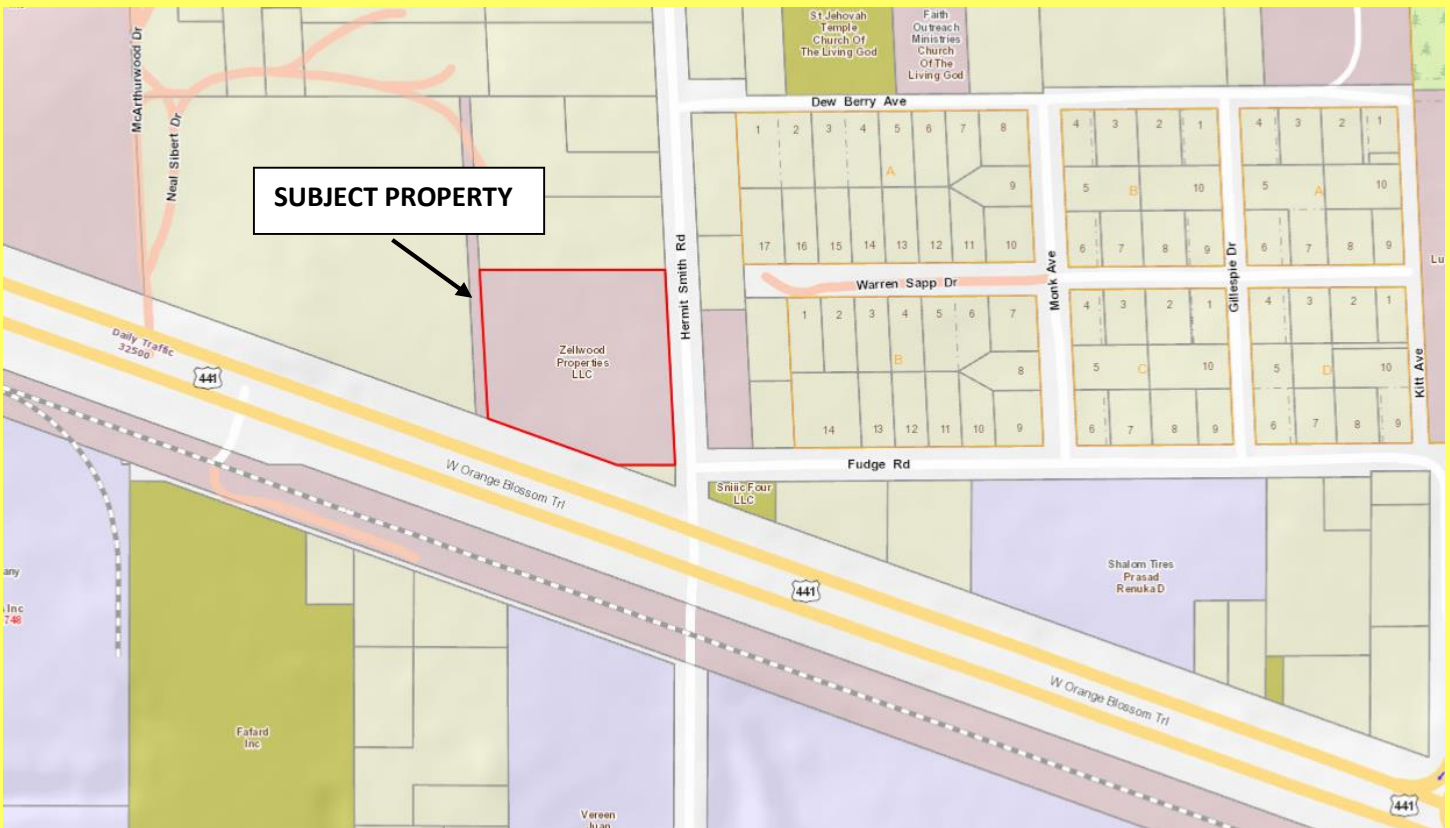 St Jehovah
Temple
Church Of
The Living God
Faith
Outreach
Ministries
Church
Of The
Living God
McArthurwood Dr
Neal Sibert Dr
Dew Berry Ave
1 2 3 4 5 6 7 8
A
9
17 16 15 14 13 12 11 10
4 3 2 1
5 B 10
6 7 8 9
4 3 2 1
5 A 10
6 7 8 9
SUBJECT PROPERTY
Hermit Smith Rd
Warren Sapp Dr
Monk Ave
Gillespie Dr
Kitt Ave
Lu
Zellwood
Properties
LLC
1 2 3 4 5 6 7
B
8
14 13 12 11 10 9
4 3 2 1
5 C 10
6 7 8 9
4 3 2 1
5 D 10
6 7 8 9
Daily Traffic
32500
441
W Orange Blossom Trl
Fudge Rd
Sniiic Four
LLC
441
Shalom Tires
Prasad
Renuka D
any
Inc
748
W Orange Blossom Trl
Fafard
Inc
Vereen
Juan
441